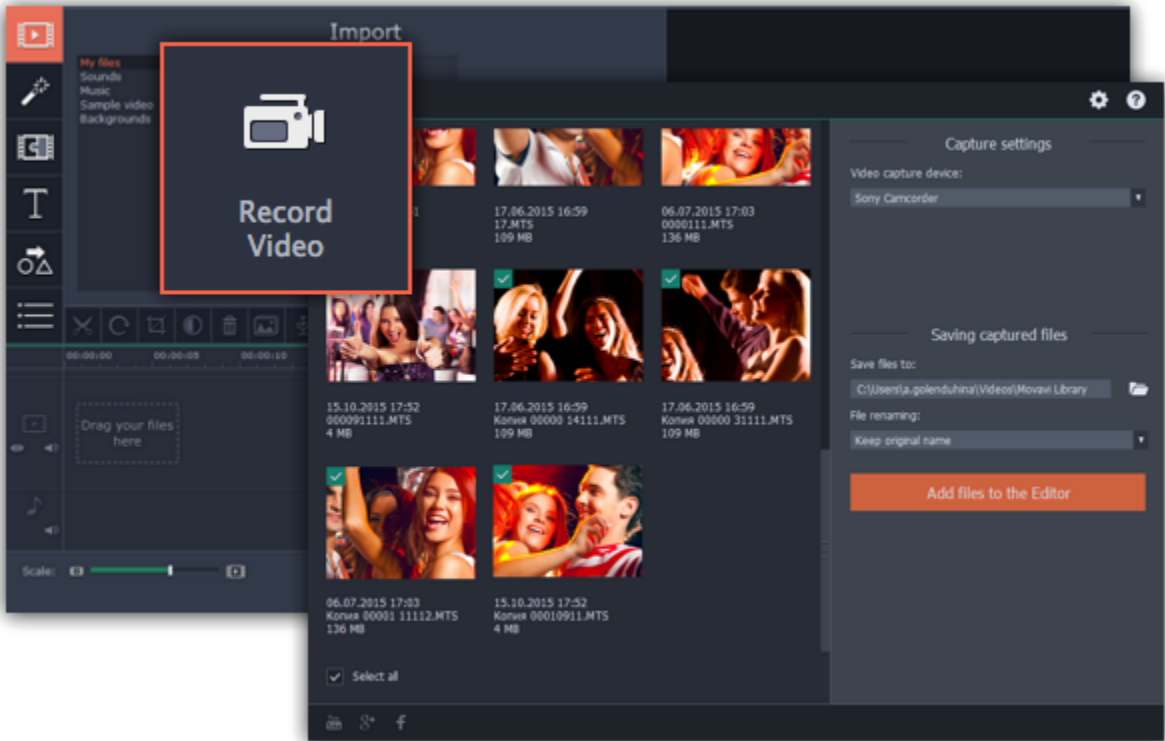 Import
My files
Sounds
Music
Sample video
Backgrounds
Record
Video
00:00:00 00:00:05 00:00:10
Drag your files
here
Scale:
17.06.2015 16:59
17.MTS
109 MB
06.07.2015 17:03
0000111.MTS
136 MB
15.10.2015 17:52
000091111.MTS
4 MB
17.06.2015 16:59
Копия 00000 14111.MTS
109 MB
17.06.2015 16:59
Копия 00000 31111.MTS
109 MB
06.07.2015 17:03
Копия 00001 11112.MTS
136 MB
15.10.2015 17:52
Копия 00010911.MTS
4 MB
Select all
Capture settings
Video capture device:
Sony Camcorder
Saving captured files
Save files to:
C:\Users\a.golenduhina\Videos\Movavi Library
File renaming:
Keep original name
Add files to the Editor